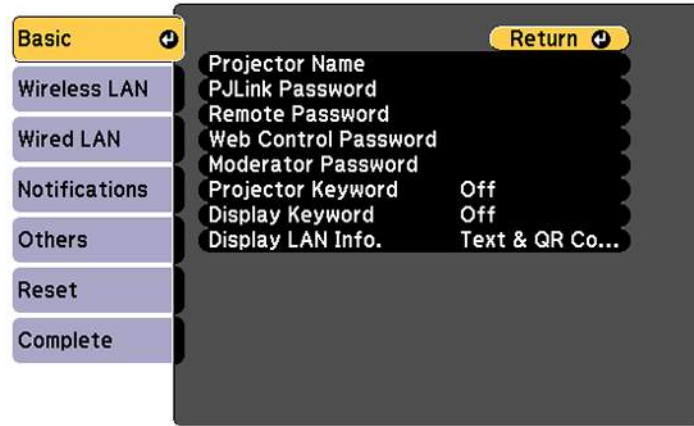 Basic
Wireless LAN
Wired LAN
Notifications
Others
Reset
Complete
Return
Projector Name
PJLink Password
Remote Password
Web Control Password
Moderator Password
Projector Keyword Off
Display Keyword Off
Display LAN Info. Text & QR Co...